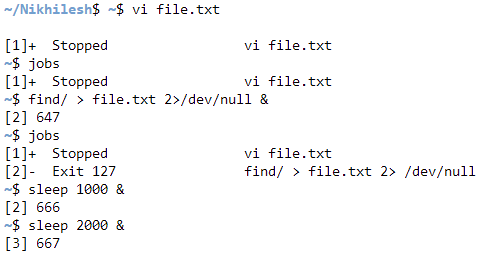 ~/Nikhilesh$ ~$ vi file.txt
[1]+  Stopped                 vi file.txt
~$ jobs
[1]+  Stopped                 vi file.txt
~$ find/ > file.txt 2>/dev/null &
[2] 647
~$ jobs
[1]+  Stopped                 vi file.txt
[2]-  Exit 127                find/ > file.txt 2> /dev/null
~$ sleep 1000 &
[2] 666
~$ sleep 2000 &
[3] 667